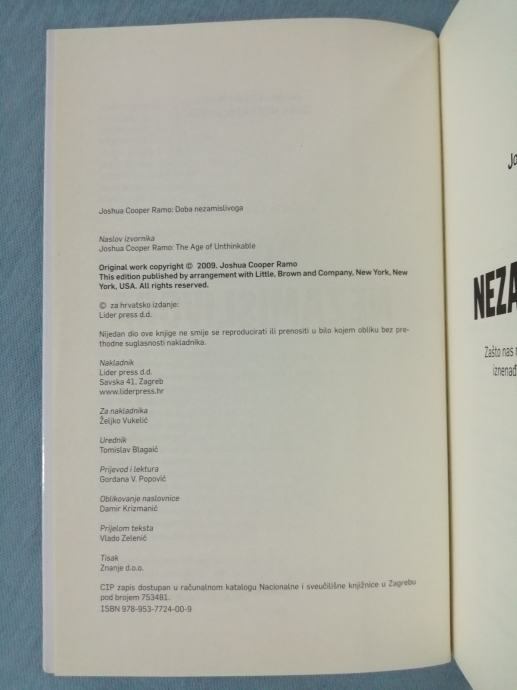 Joshua Cooper Ramo: Doba nezamislivoga
Naslov izvornika
Joshua Cooper Ramo: The Age of Unthinkable
Original work copyright © 2009. Joshua Cooper Ramo
This edition published by arrangement with Little, Brown and Company, New York, New
York, USA. All rights reserved.
© za hrvatsko izdanje:
Lider press d.d.
Nijedan dio ove knjige ne smije se reproducirati ili prenositi u bilo kojem obliku bez pre-
thodne suglasnosti nakladnika.
Nakladnik
Lider press d.d.
Savska 41, Zagreb
www.liderpress.hr
Za nakladnika
Željko Vukelić
Urednik
Tomislav Blagaić
Prijevod i lektura
Gordana V. Popović
Oblikovanje naslovnice
Damir Krizmanić
Prijelom teksta
Vlado Zelenić
Tisak
Znanje d.o.o.
CIP zapis dostupan u računalnom katalogu Nacionalne i sveučilišne knjižnice u Zagrebu
pod brojem 753481.
ISBN 978-953-7724-00-9
Jo
NEZA
Zašto nas
iznenađ